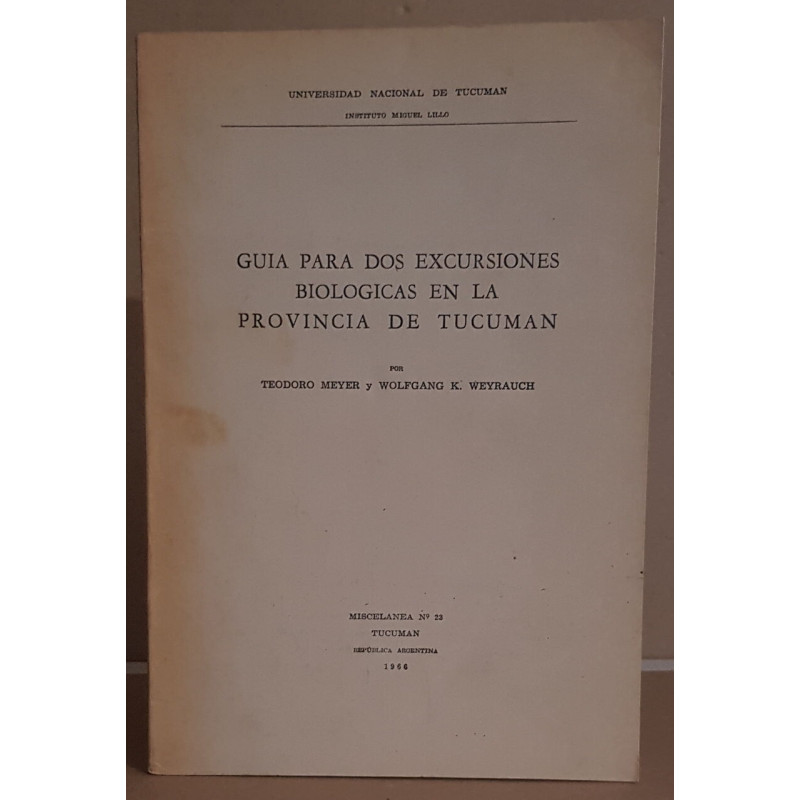 UNIVERSIDAD NACIONAL DE TUCUMAN
INSTITUTO MIGUEL LILLO
GUIA PARA DOS EXCURSIONES
BIOLOGICAS EN LA
PROVINCIA DE TUCUMAN
POR
TEODORO MEYER y WOLFGANG K. WEYRAUCH
MISCELANEA Nº 23
TUCUMAN
REPÚBLICA ARGENTINA
1966